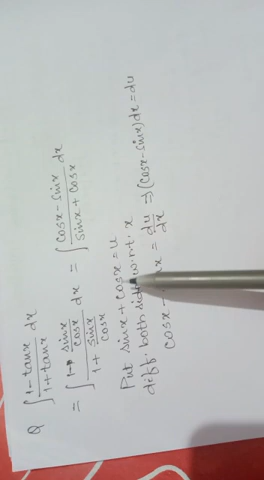 Q ∫ 1-tanx / 1+tanx dx
= ∫ 1- sinx/cosx / 1+ sinx/cosx dx = ∫ cosx-sinx / sinx+cosx dx
Put sinx+cosx=u
diff. both side w.r.t. x
cosx - = du/dx ⇒ (cosx-sinx)dx=du